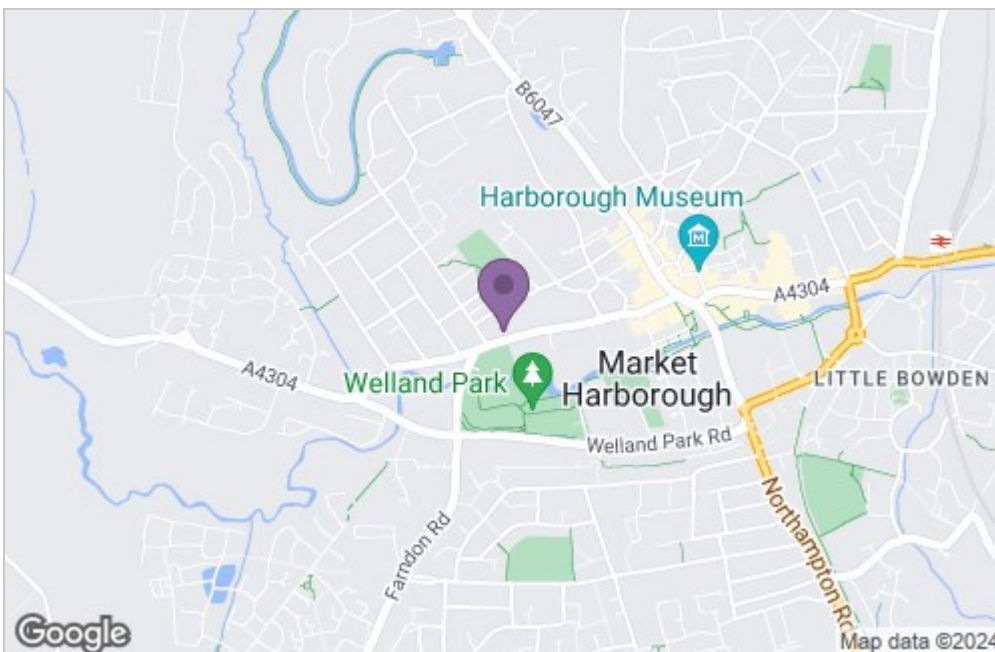 B6047
Harborough Museum
M
A4304
A4304
Welland Park
Market
Harborough
LITTLE BOWDEN
Welland Park Rd
Northampton Rd
Farndon Rd
Google
Map data ©2024